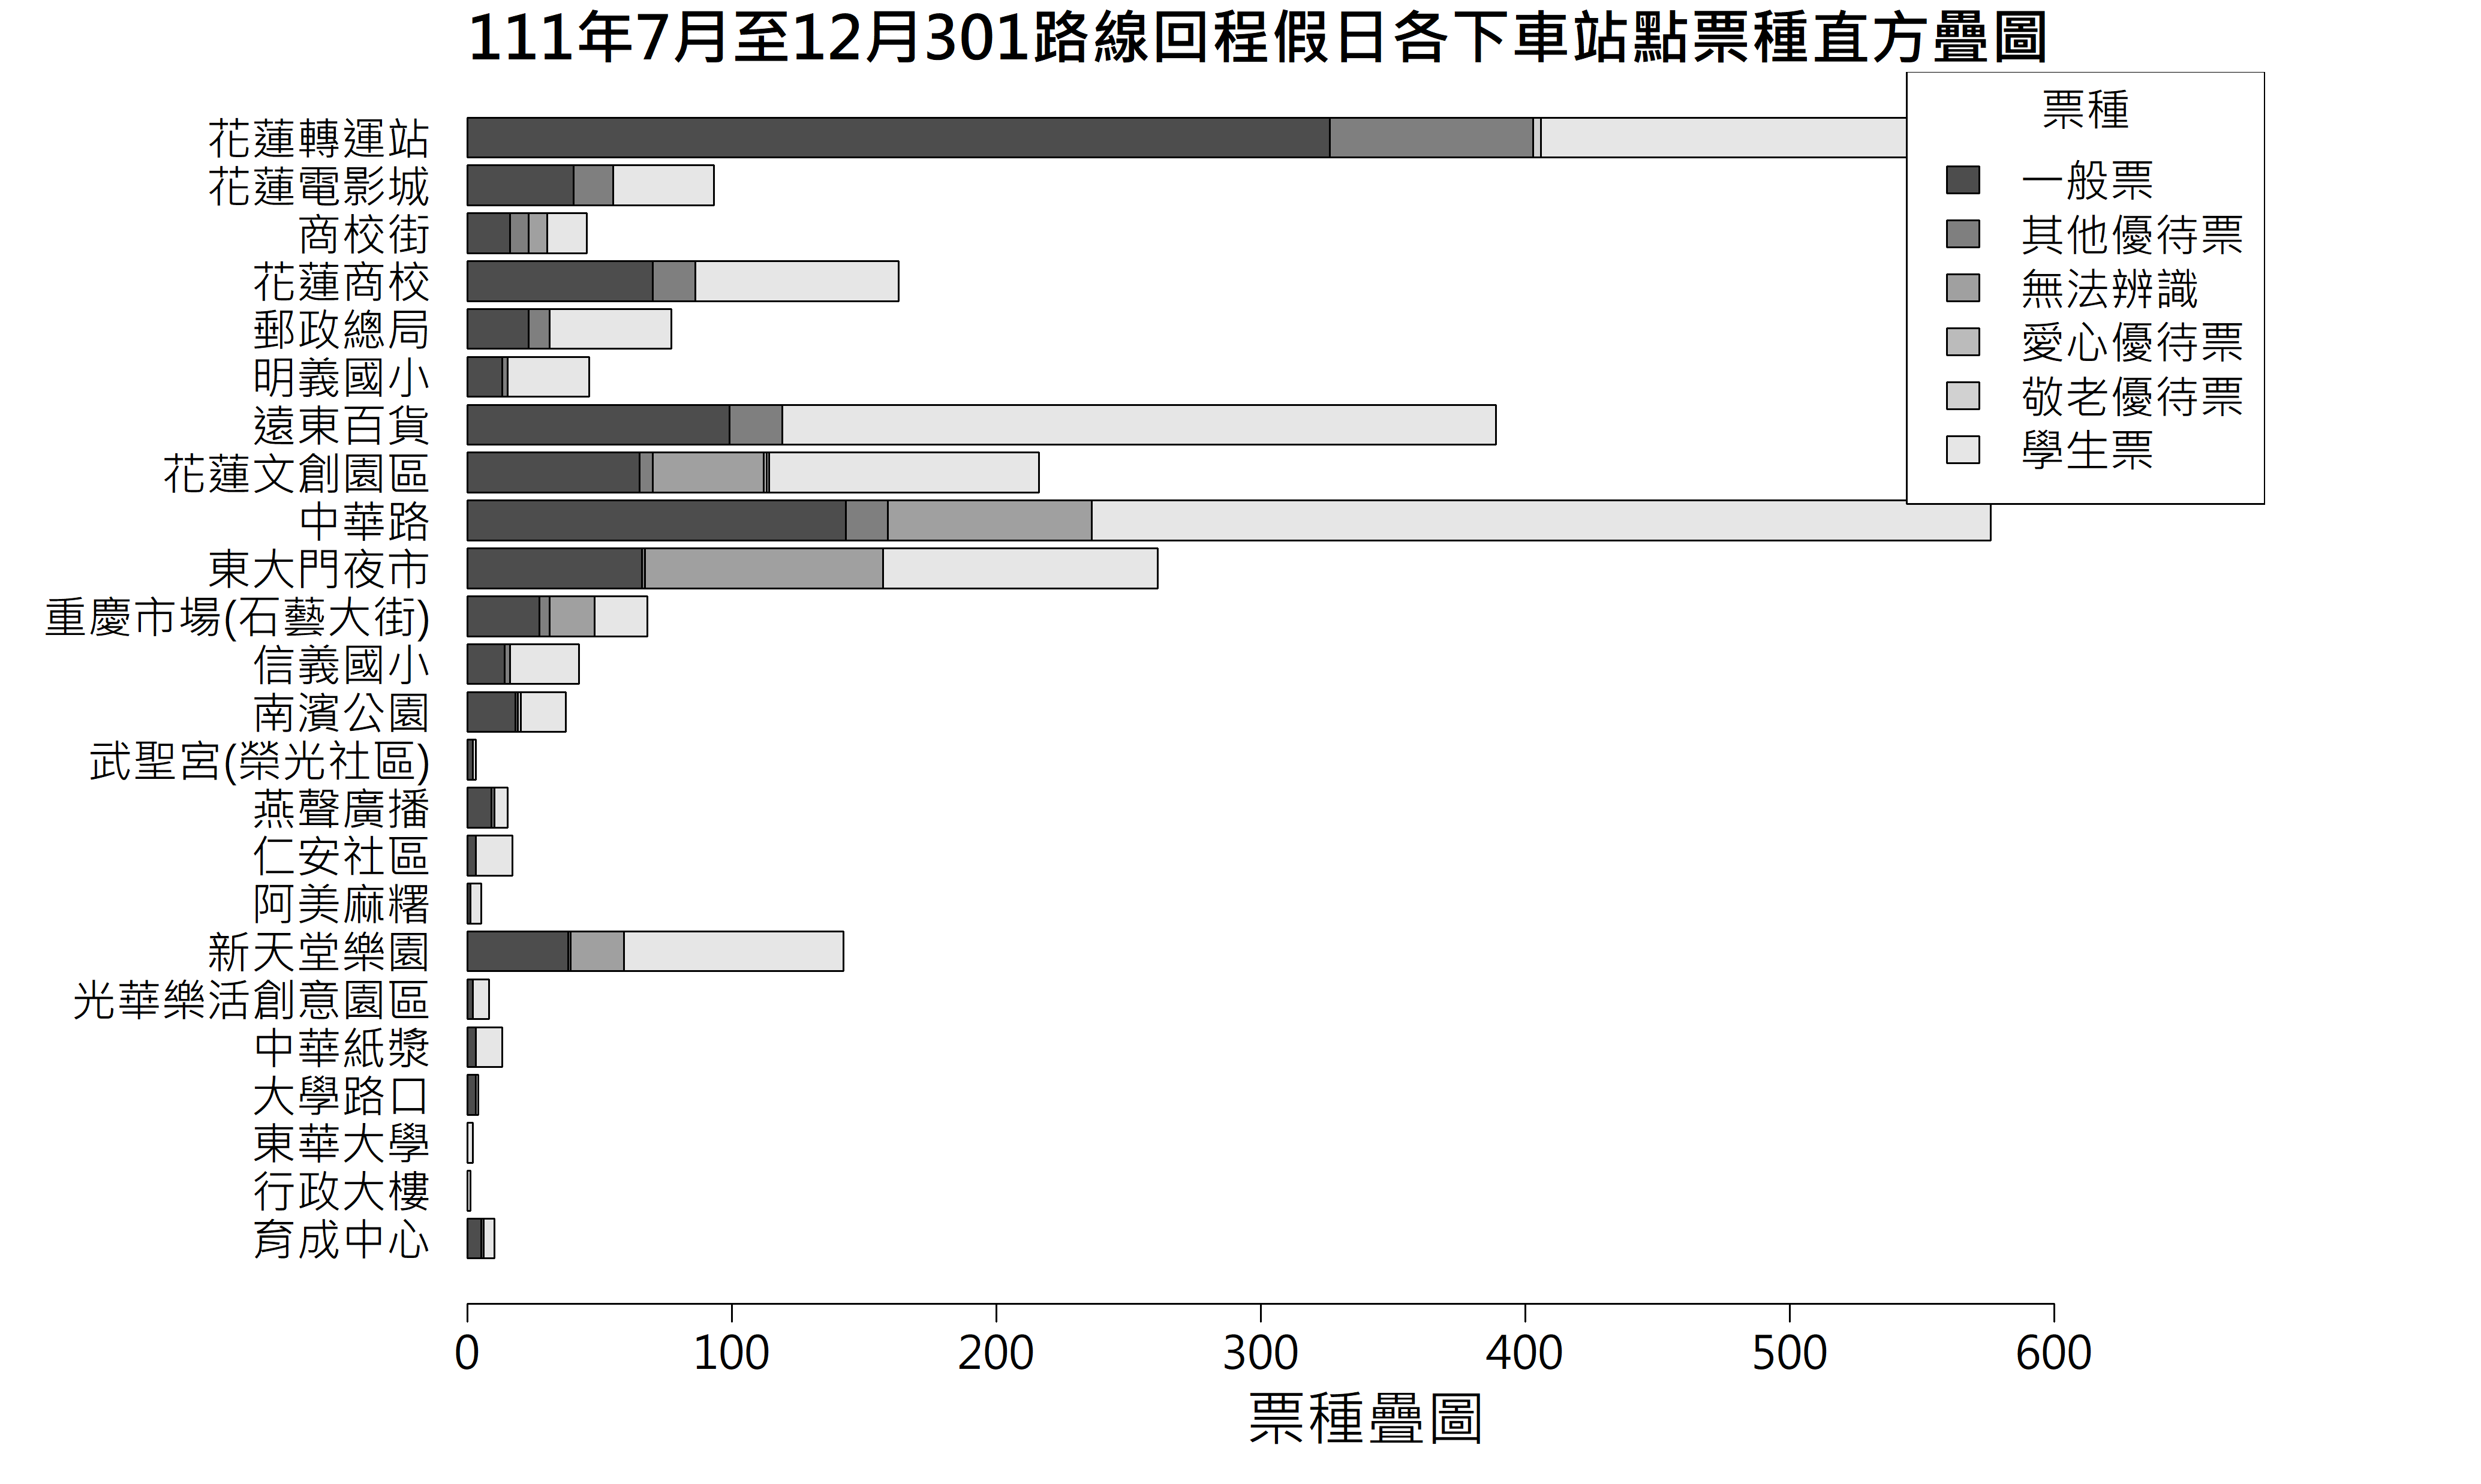 111年7月至12月301路線回程假日各下車站點票種直方疊圖
票種
一般票
其他優待票
無法辨識
愛心優待票
敬老優待票
學生票
花蓮轉運站
花蓮電影城
商校街
花蓮商校
郵政總局
明義國小
遠東百貨
花蓮文創園區
中華路
東大門夜市
重慶市場(石藝大街)
信義國小
南濱公園
武聖宮(榮光社區)
燕聲廣播
仁安社區
阿美麻糬
新天堂樂園
光華樂活創意園區
中華紙漿
大學路口
東華大學
行政大樓
育成中心
0 100 200 300 400 500 600
票種疊圖